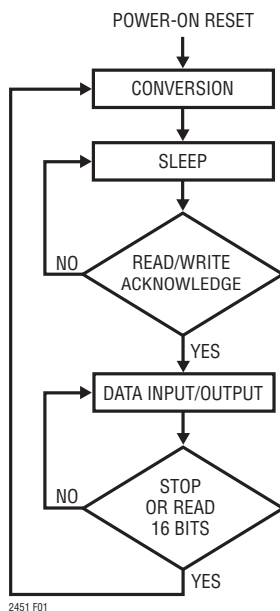 POWER-ON RESET
CONVERSION
SLEEP
READ/WRITE
ACKNOWLEDGE
NO
YES
DATA INPUT/OUTPUT
STOP
OR READ
16 BITS
NO
YES
2451 F01